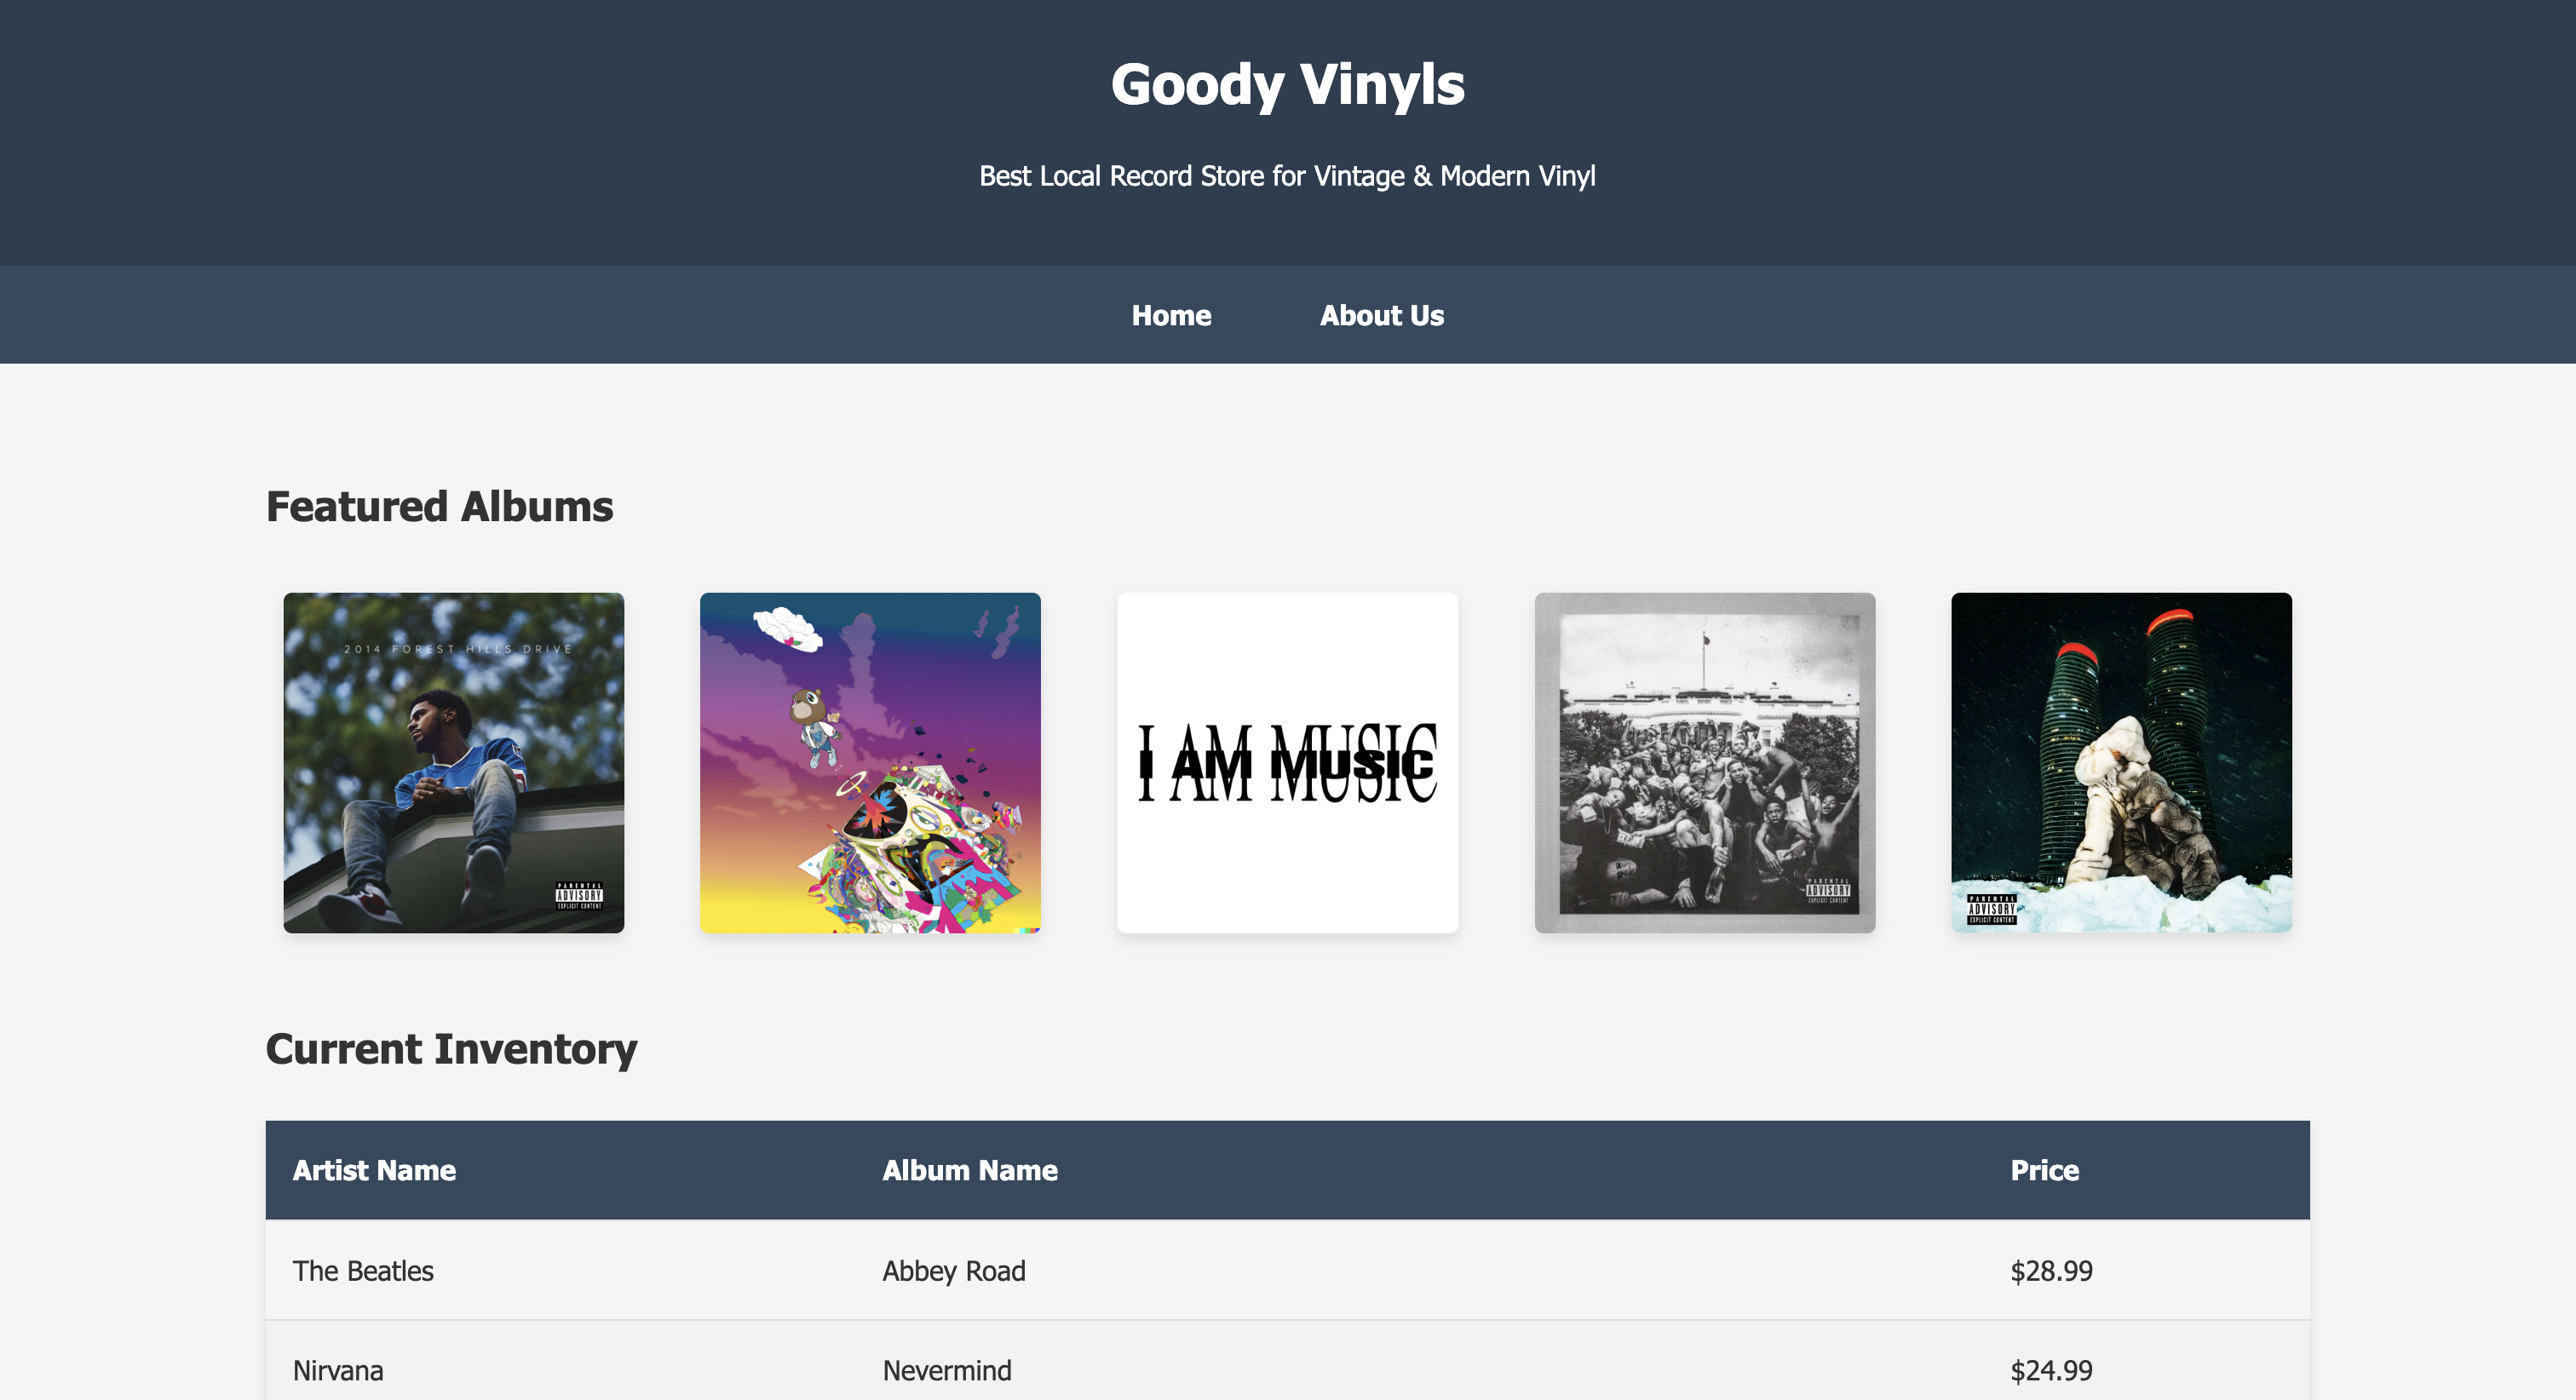 Goody Vinyls
Best Local Record Store for Vintage & Modern Vinyl
Home About Us
Featured Albums
2014 FOREST HILLS DRIVE
PARENTAL
ADVISORY
EXPLICIT CONTENT
I AM MUSIC
I AM MUSIC
PARENTAL
ADVISORY
EXPLICIT CONTENT
PARENTAL
ADVISORY
EXPLICIT CONTENT
Current Inventory
Artist Name Album Name Price
The Beatles Abbey Road $28.99
Nirvana Nevermind $24.99